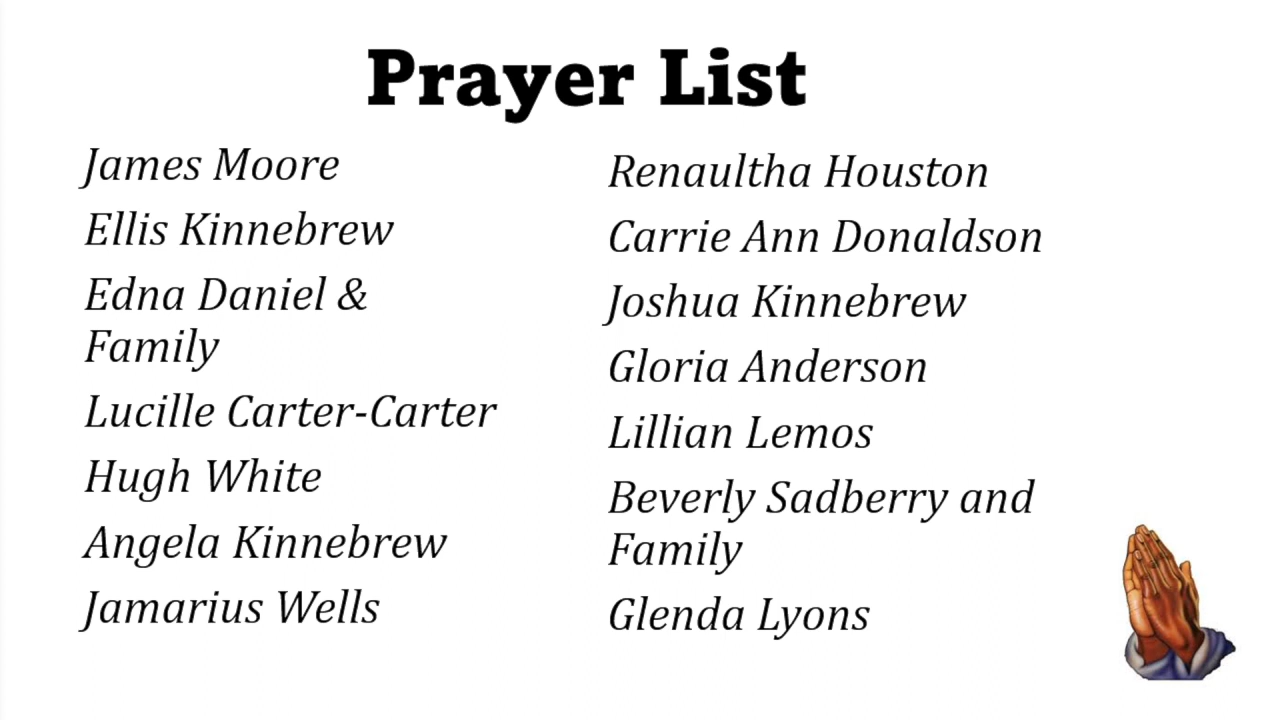 Prayer List
James Moore
Ellis Kinnebrew
Edna Daniel &
Family
Lucille Carter-Carter
Hugh White
Angela Kinnebrew
Jamarius Wells
Renaultha Houston
Carrie Ann Donaldson
Joshua Kinnebrew
Gloria Anderson
Lillian Lemos
Beverly Sadberry and
Family
Glenda Lyons